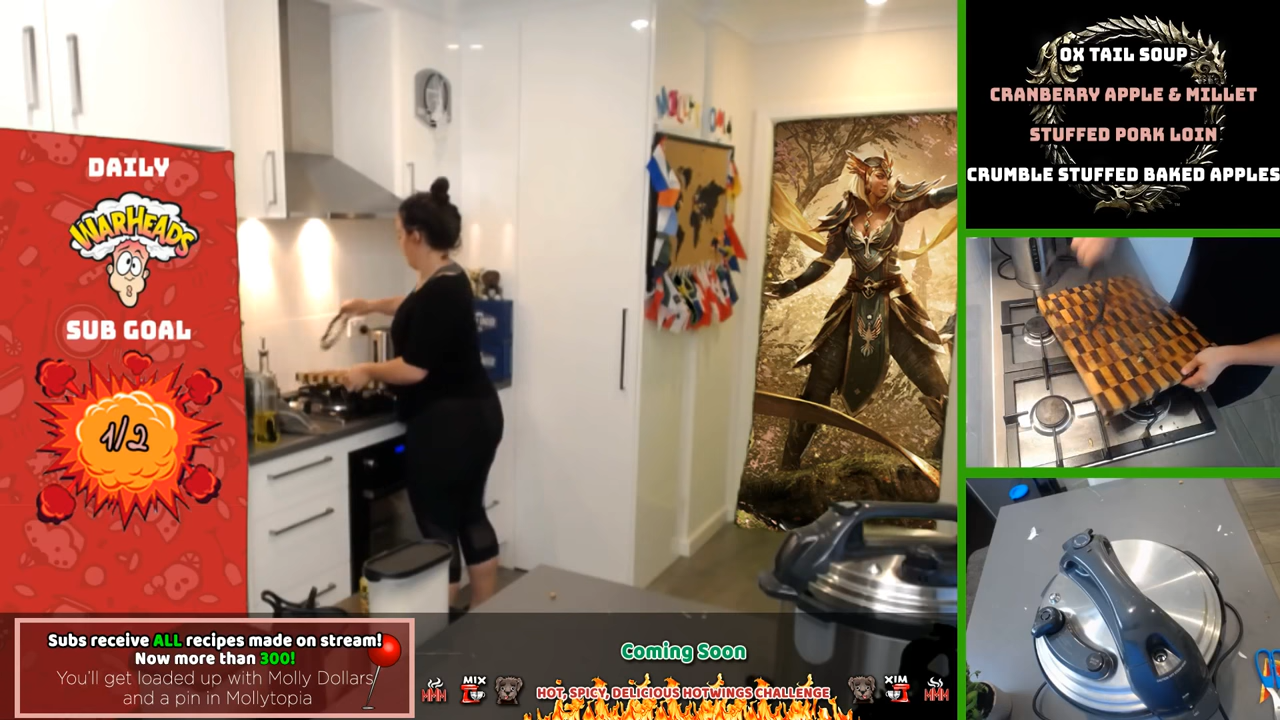 DAILY
WARHEADS
SUB GOAL
1/2
Subs receive ALL recipes made on stream!
Now more than 300!
You'll get loaded up with Molly Dollars
and a pin in Mollytopia
Coming Soon
MIX
HOT, SPICY, DELICIOUS HOTWINGS CHALLENGE
XIM
OX TAIL SOUP
CRANBERRY APPLE & MILLET
STUFFED PORK LOIN
CRUMBLE STUFFED BAKED APPLES